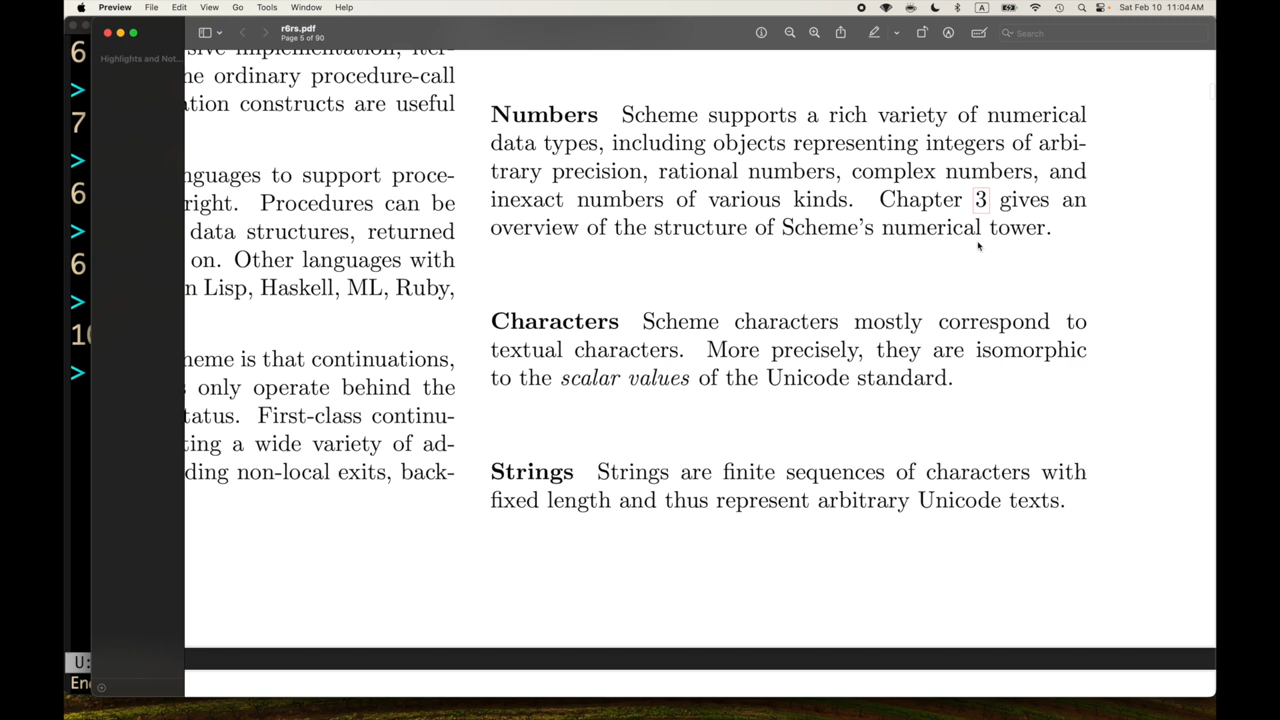 Preview File Edit View Go Tools Window Help
A
Sat Feb 10 11:04 AM
r6rs.pdf
Page 5 of 90
Search
Highlights and Not...
6
>
7
>
6
>
6
>
10
>
U:
En
sive implementation, iter-
ne ordinary procedure-call
ation constructs are useful
nguages to support proce-
right. Procedures can be
data structures, returned
on. Other languages with
n Lisp, Haskell, ML, Ruby,
heme is that continuations,
s only operate behind the
tatus. First-class continu-
ting a wide variety of ad-
ding non-local exits, back-
Numbers Scheme supports a rich variety of numerical
data types, including objects representing integers of arbi-
trary precision, rational numbers, complex numbers, and
inexact numbers of various kinds. Chapter 3 gives an
overview of the structure of Scheme's numerical tower.
Characters Scheme characters mostly correspond to
textual characters. More precisely, they are isomorphic
to the scalar values of the Unicode standard.
Strings Strings are finite sequences of characters with
fixed length and thus represent arbitrary Unicode texts.